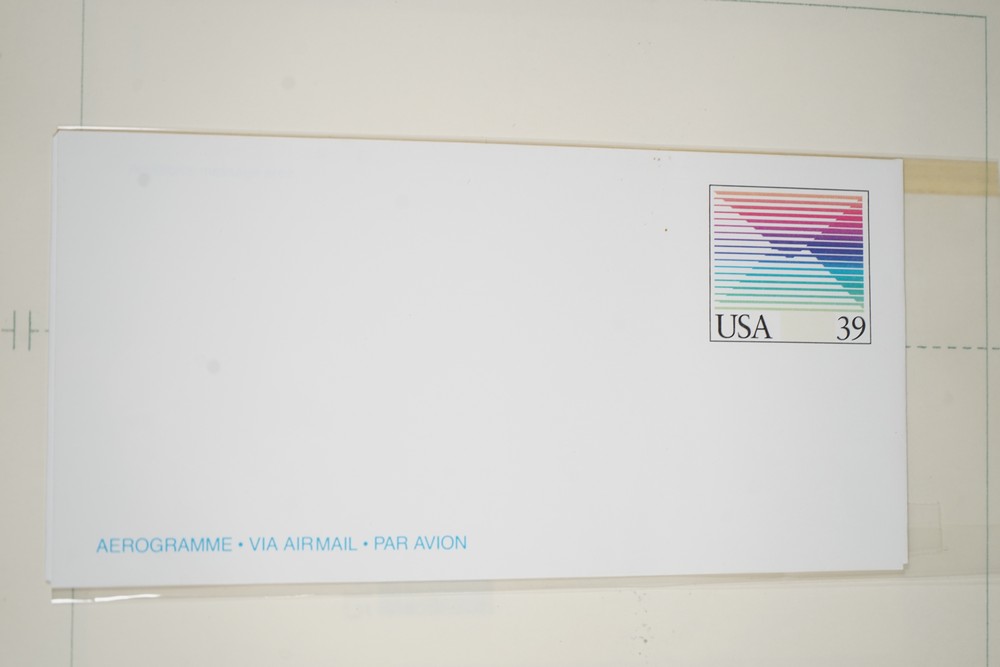 USA 39
AEROGRAMME • VIA AIRMAIL • PAR AVION